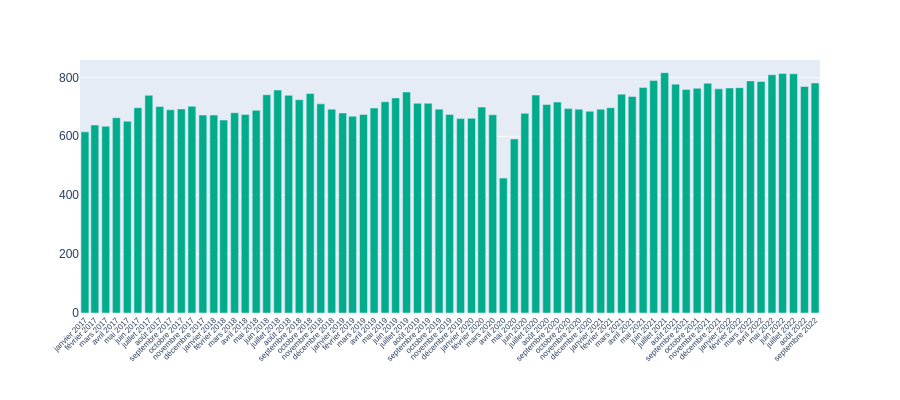 800
600
400
200
0
janvier 2017
février 2017
mars 2017
avril 2017
mai 2017
juin 2017
juillet 2017
août 2017
septembre 2017
octobre 2017
novembre 2017
décembre 2017
janvier 2018
février 2018
mars 2018
avril 2018
mai 2018
juin 2018
juillet 2018
août 2018
septembre 2018
octobre 2018
novembre 2018
décembre 2018
janvier 2019
février 2019
mars 2019
avril 2019
mai 2019
juin 2019
juillet 2019
août 2019
septembre 2019
octobre 2019
novembre 2019
décembre 2019
janvier 2020
février 2020
mars 2020
avril 2020
mai 2020
juin 2020
juillet 2020
août 2020
septembre 2020
octobre 2020
novembre 2020
décembre 2020
janvier 2021
février 2021
mars 2021
avril 2021
mai 2021
juin 2021
juillet 2021
août 2021
septembre 2021
octobre 2021
novembre 2021
décembre 2021
janvier 2022
février 2022
mars 2022
avril 2022
mai 2022
juin 2022
juillet 2022
août 2022
septembre 2022